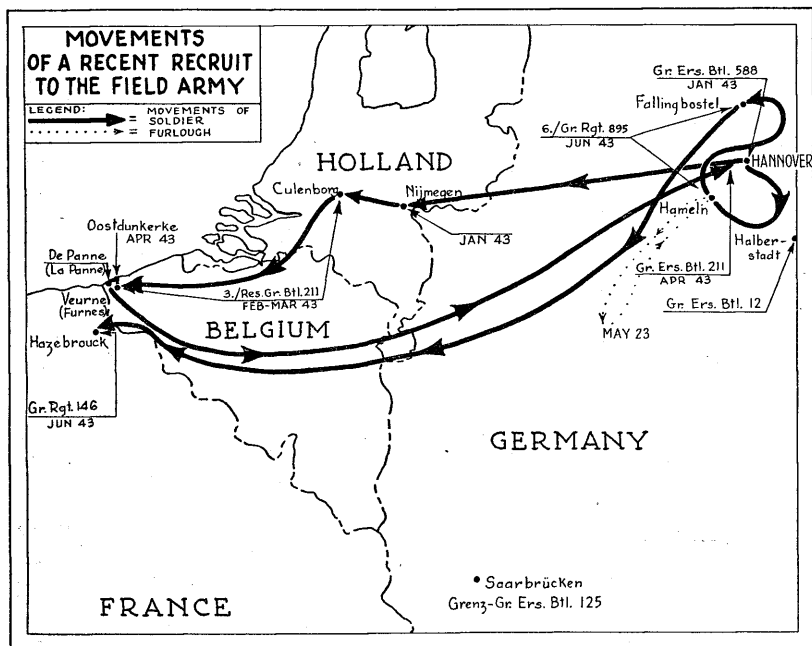 MOVEMENTS
OF A RECENT RECRUIT
TO THE FIELD ARMY
LEGEND:
= MOVEMENTS OF
SOLDIER
= FURLOUGH
Gr. Ers. Btl. 588
JAN 43
Fallingbostel
6./Gr. Rgt. 895
JUN 43
HOLLAND
HANNOVER
Culenborg
Nijmegen
Hameln
JAN 43
Halber-
stadt
Oostdunkerke
APR 43
De Panne
(La Panne)
Gr. Ers. Btl. 211
APR 43
3./Res. Gr. Btl. 211
FEB-MAR 43
Gr. Ers. Btl. 12
Veurne
(Furnes)
BELGIUM
MAY 23
Hazebrouck
Gr. Rgt. 146
JUN 43
GERMANY
Saarbrücken
Grenz-Gr. Ers. Btl. 125
FRANCE